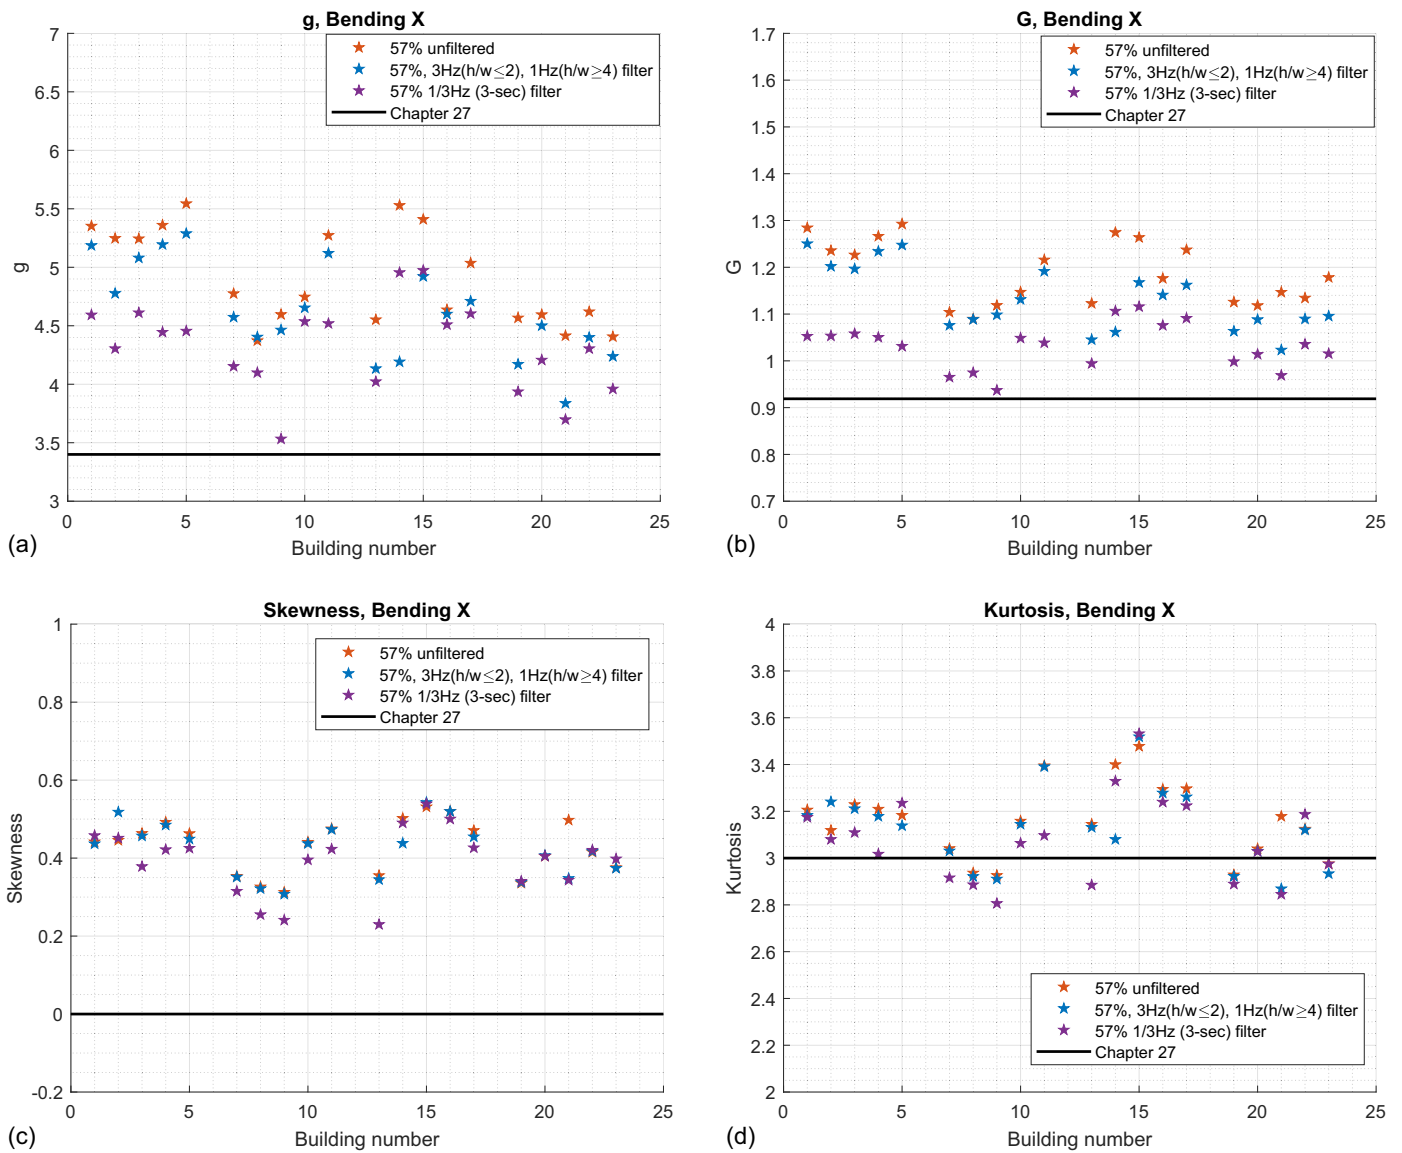 g, Bending X
7
6.5
6
5.5
5
4.5
4
3.5
3
g
57% unfiltered
57%, 3Hz(h/w≤2), 1Hz(h/w≥4) filter
57% 1/3Hz (3-sec) filter
Chapter 27
0 5 10 15 20 25
Building number
(a)
G, Bending X
1.7
1.6
1.5
1.4
1.3
1.2
1.1
1
0.9
0.8
0.7
G
57% unfiltered
57%, 3Hz(h/w≤2), 1Hz(h/w≥4) filter
57% 1/3Hz (3-sec) filter
Chapter 27
0 5 10 15 20 25
Building number
(b)
Skewness, Bending X
1
0.8
0.6
0.4
0.2
0
-0.2
Skewness
57% unfiltered
57%, 3Hz(h/w≤2), 1Hz(h/w≥4) filter
57% 1/3Hz (3-sec) filter
Chapter 27
0 5 10 15 20 25
Building number
(c)
Kurtosis, Bending X
4
3.8
3.6
3.4
3.2
3
2.8
2.6
2.4
2.2
2
Kurtosis
57% unfiltered
57%, 3Hz(h/w≤2), 1Hz(h/w≥4) filter
57% 1/3Hz (3-sec) filter
Chapter 27
0 5 10 15 20 25
Building number
(d)